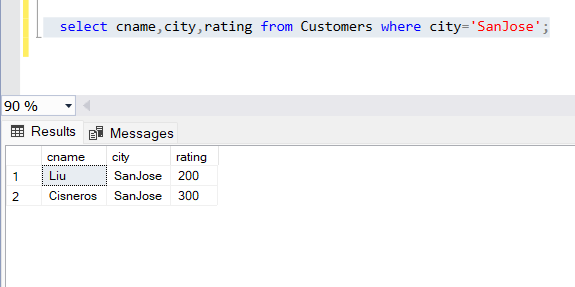 select cname,city,rating from Customers where city='SanJose';
90 %
Results Messages
cname city rating
1 Liu SanJose 200
2 Cisneros SanJose 300